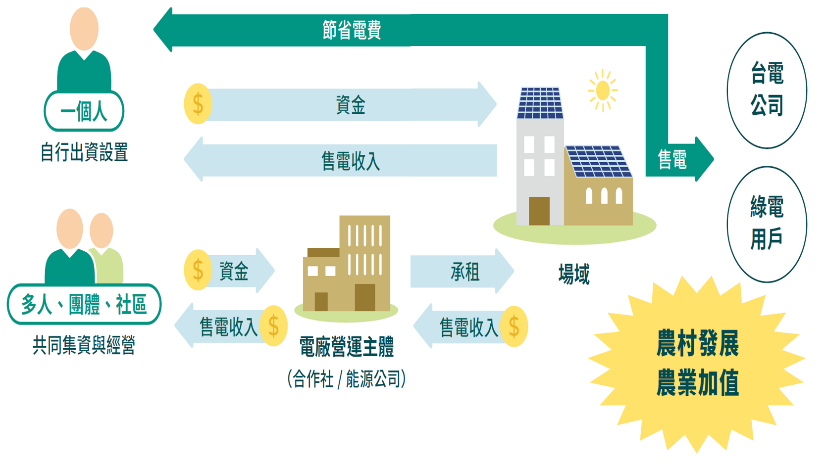 節省電費
一個人
自行出資設置
$
資金
售電收入
售電
台電
公司
綠電
用戶
多人、團體、社區
共同集資與經營
$
資金
售電收入
$
電廠營運主體
（合作社 / 能源公司）
承租
售電收入
$
場域
農村發展
農業加值